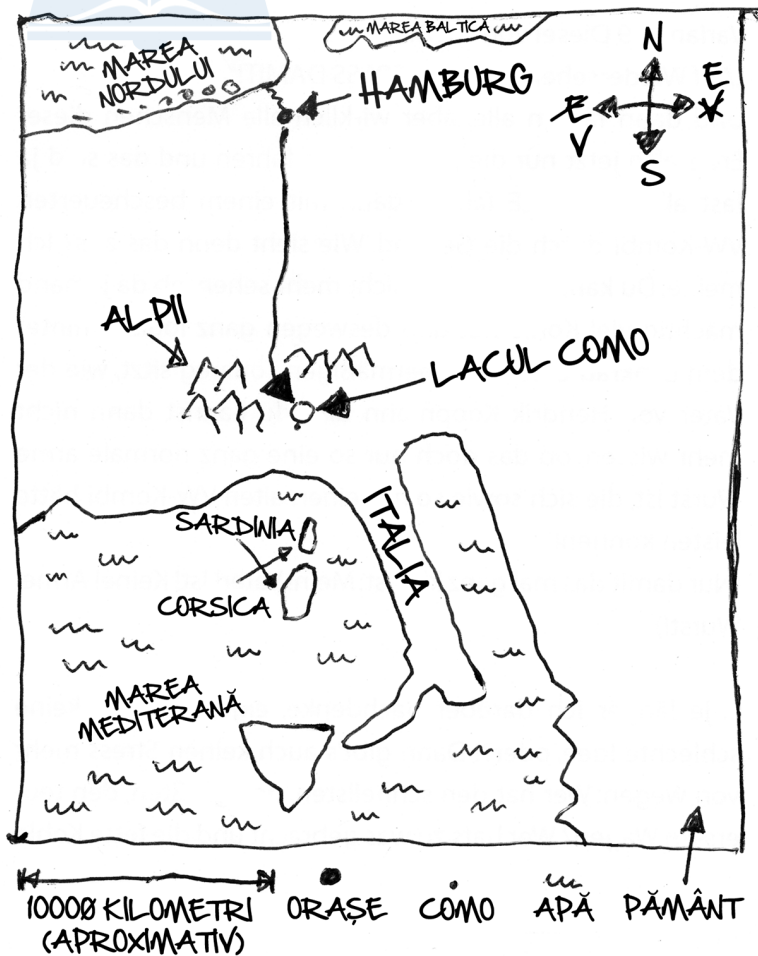 MAREA BALTICĂ
MAREA
NORDULUI
HAMBURG
N
E
E
V
S
ALPII
LACUL COMO
ITALIA
SARDINIA
CORSICA
MAREA
MEDITERANĂ
10000 KILOMETRI
(APROXIMATIV)
ORAȘE
COMO
APĂ
PĂMÂNT